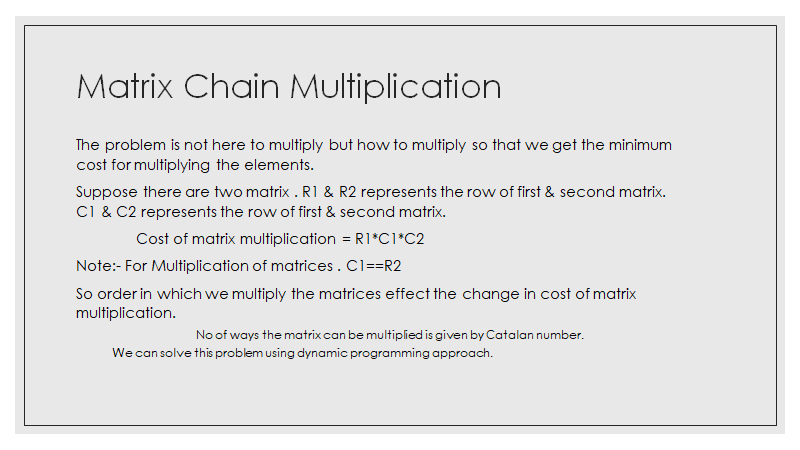 Matrix Chain Multiplication
The problem is not here to multiply but how to multiply so that we get the minimum
cost for multiplying the elements.
Suppose there are two matrix . R1 & R2 represents the row of first & second matrix.
C1 & C2 represents the row of first & second matrix.
Cost of matrix multiplication = R1*C1*C2
Note:- For Multiplication of matrices . C1==R2
So order in which we multiply the matrices effect the change in cost of matrix
multiplication.
No of ways the matrix can be multiplied is given by Catalan number.
We can solve this problem using dynamic programming approach.